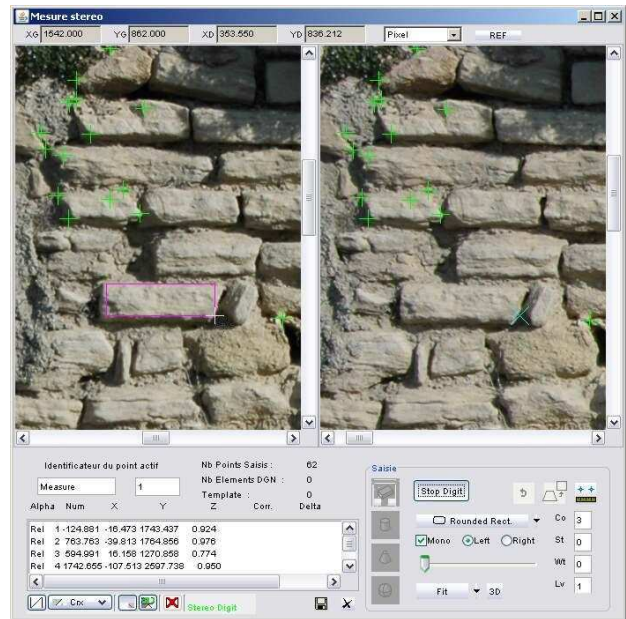 Mesure stereo
XG 1542.000 YG 862.000 XD 353.550 YD 836.212 Pixel REF
Identificateur du point actif
Nb Points Saisis : 62
Nb Elements DGN : 0
Template : 0
Measure 1
Alpha Num X Y Z Corr. Delta
Rel 1 -124.881 -16.473 1743.437 0.924
Rel 2 763.763 -39.813 1764.856 0.976
Rel 3 594.991 16.158 1270.858 0.774
Rel 4 1742.655 -107.513 2597.738 0.950
Crx
Stereo Digit
Saisie
Stop Digit
Rounded Rect. Co 3
Mono Left Right St 0
Wt 0
Fit 3D Lv 1